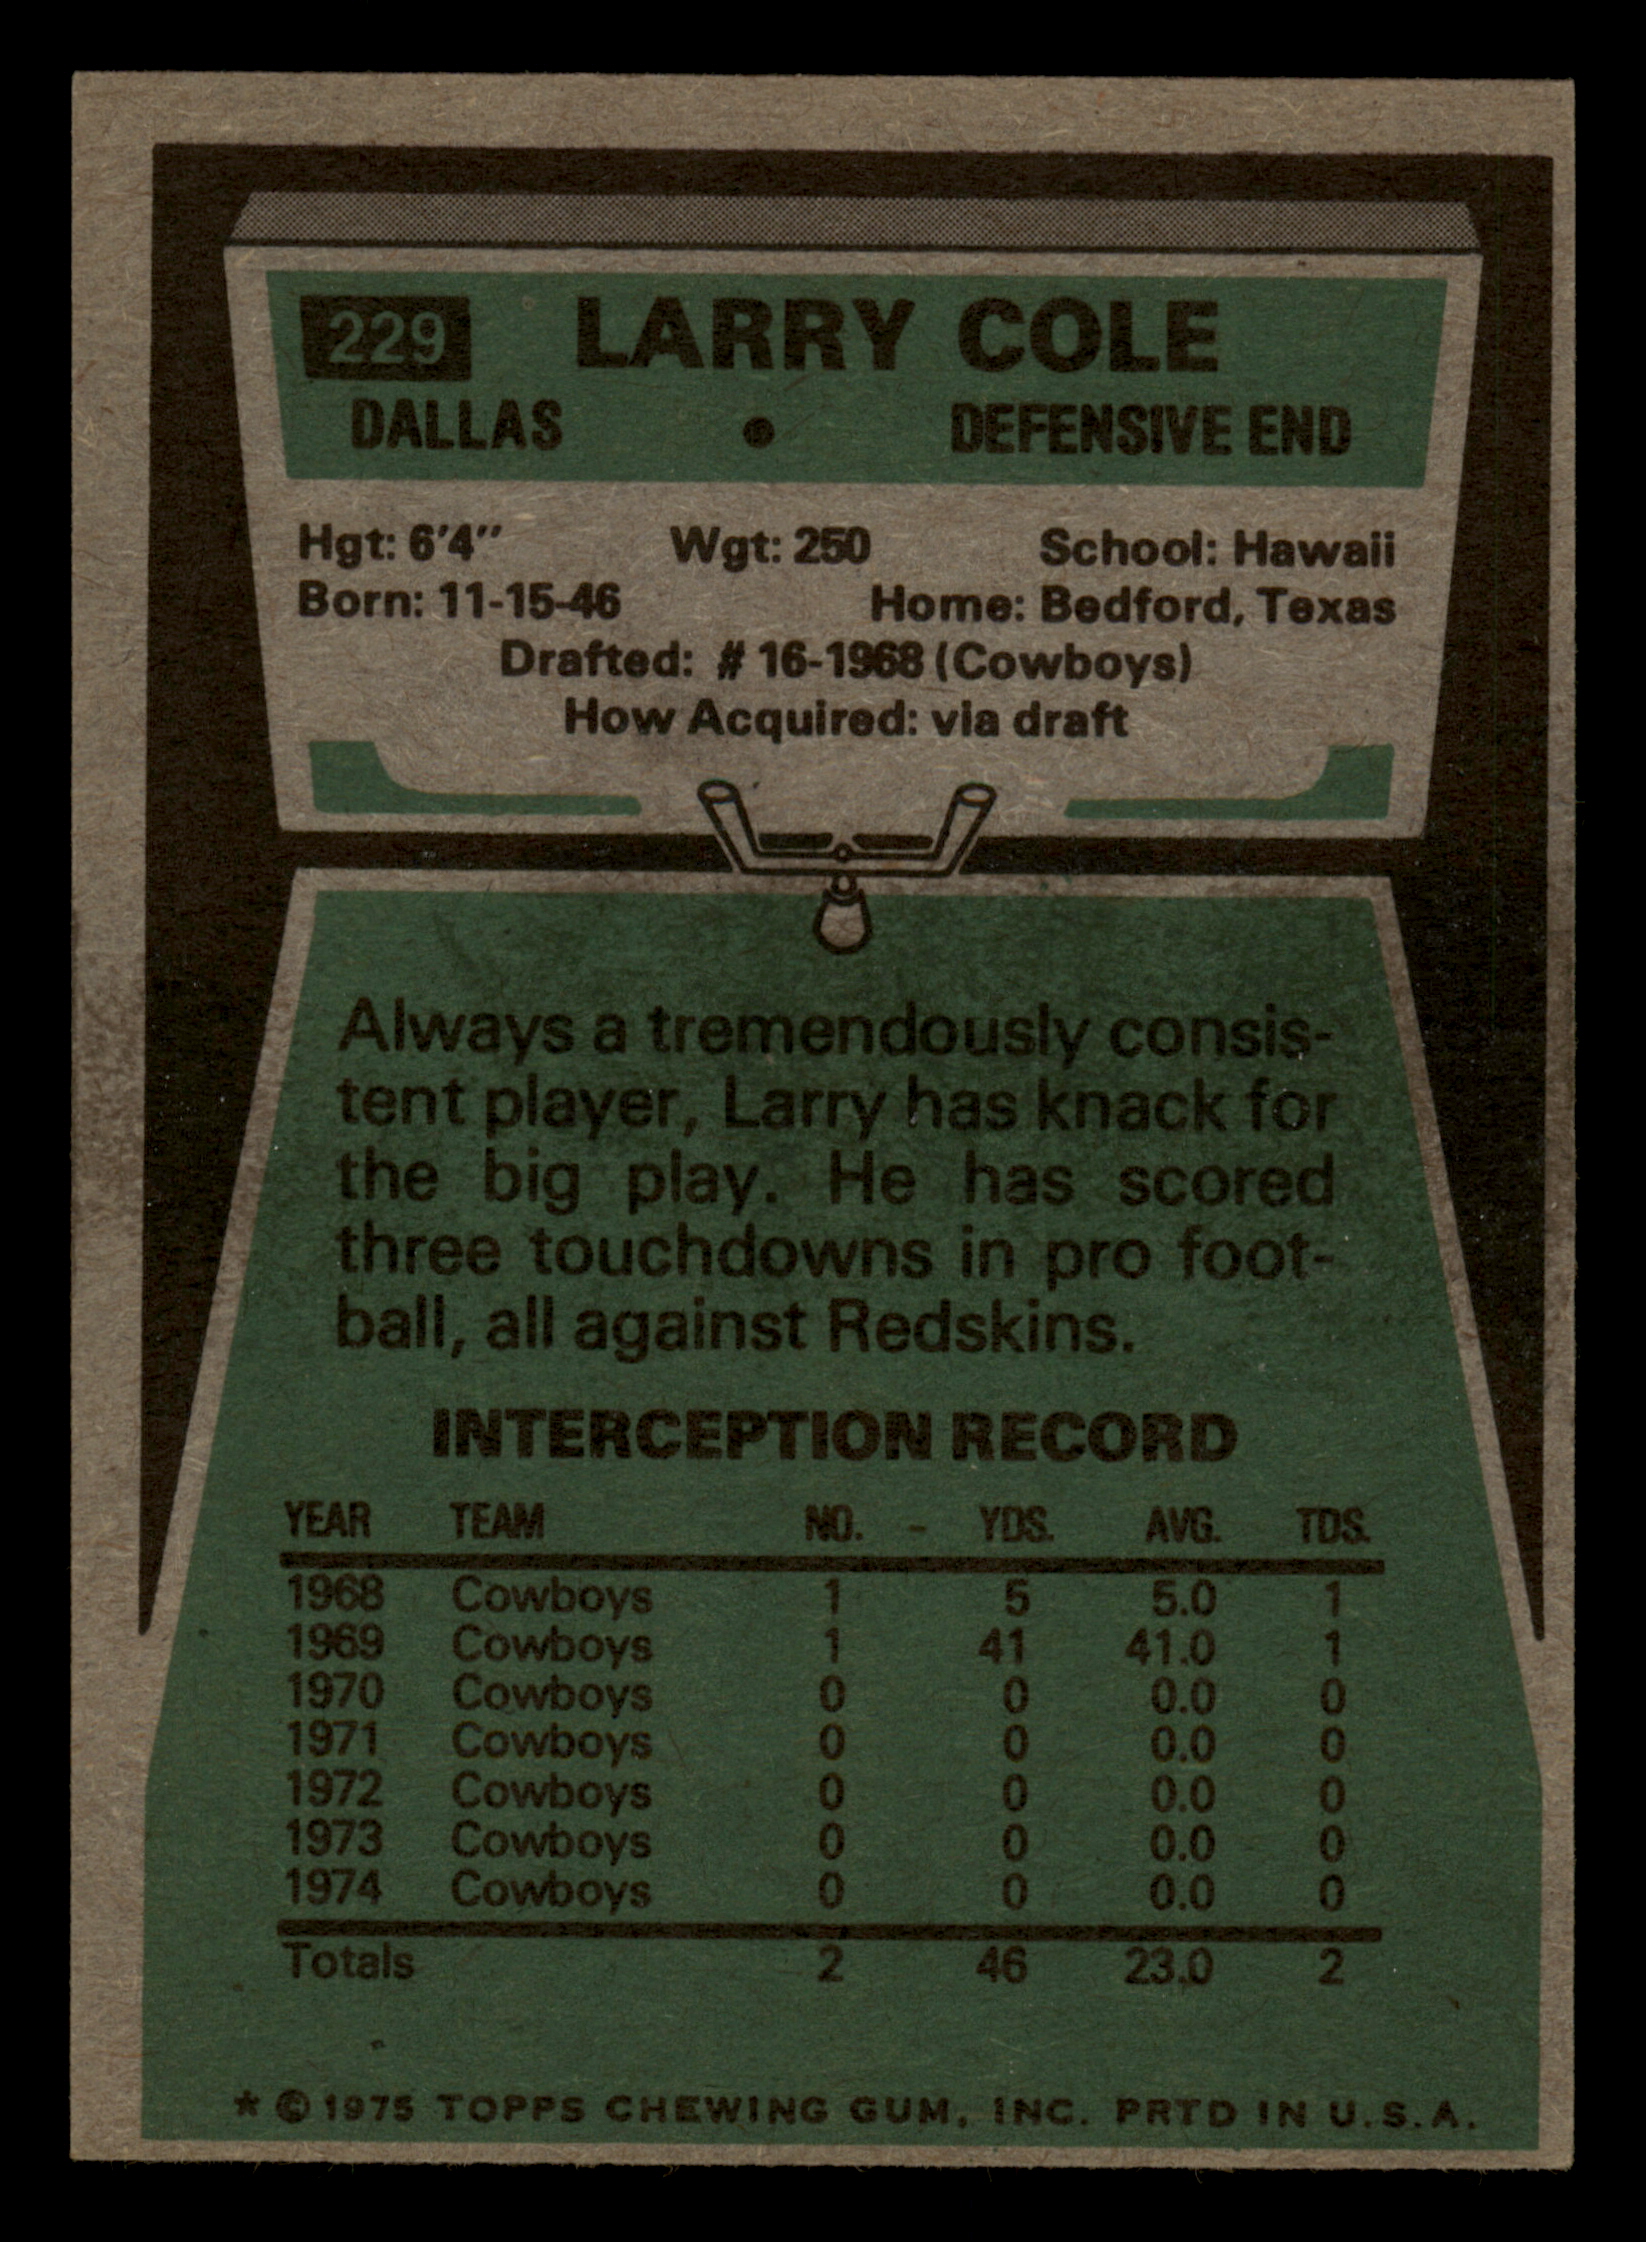 229 LARRY COLE
DALLAS • DEFENSIVE END
Hgt: 6'4" Wgt: 250 School: Hawaii
Born: 11-15-46 Home: Bedford, Texas
Drafted: # 16-1968 (Cowboys)
How Acquired: via draft
Always a tremendously consis-
tent player, Larry has knack for
the big play. He has scored
three touchdowns in pro foot-
ball, all against Redskins.
INTERCEPTION RECORD
YEAR TEAM NO. - YDS. AVG. TDS.
1968 Cowboys 1 5 5.0 1
1969 Cowboys 1 41 41.0 1
1970 Cowboys 0 0 0.0 0
1971 Cowboys 0 0 0.0 0
1972 Cowboys 0 0 0.0 0
1973 Cowboys 0 0 0.0 0
1974 Cowboys 0 0 0.0 0
Totals 2 46 23.0 2
* © 1975 TOPPS CHEWING GUM, INC. PRTD IN U.S.A.